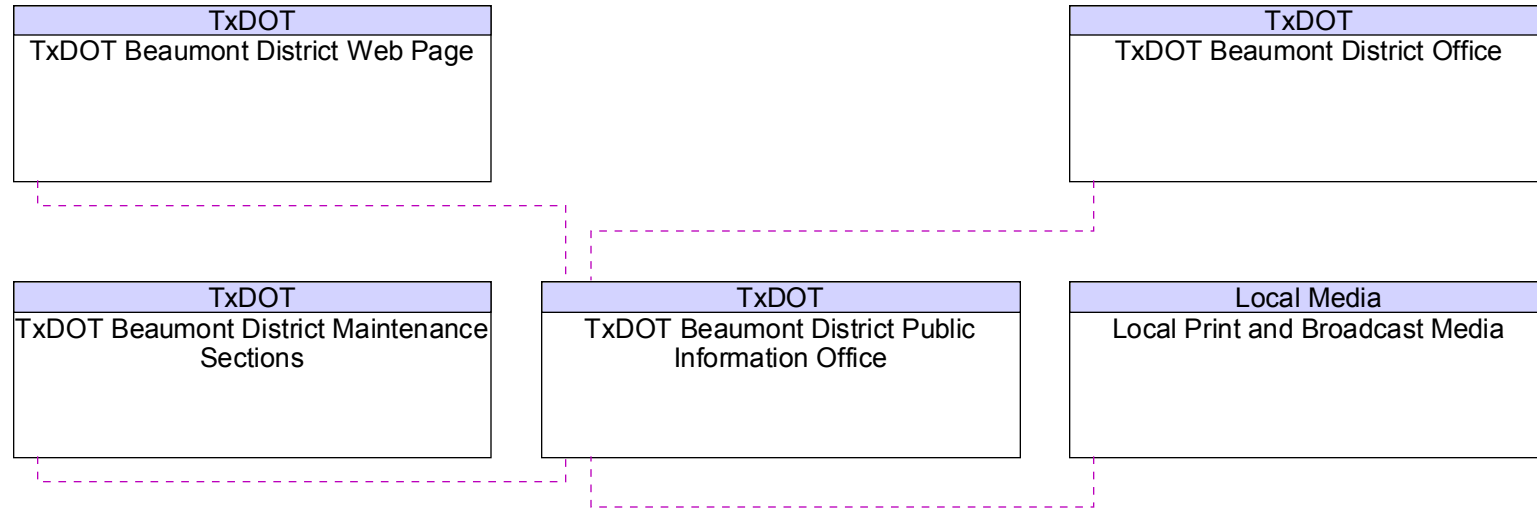 TxDOT
TxDOT Beaumont District Web Page
TxDOT
TxDOT Beaumont District Office
TxDOT
TxDOT Beaumont District Maintenance
Sections
TxDOT
TxDOT Beaumont District Public
Information Office
Local Media
Local Print and Broadcast Media